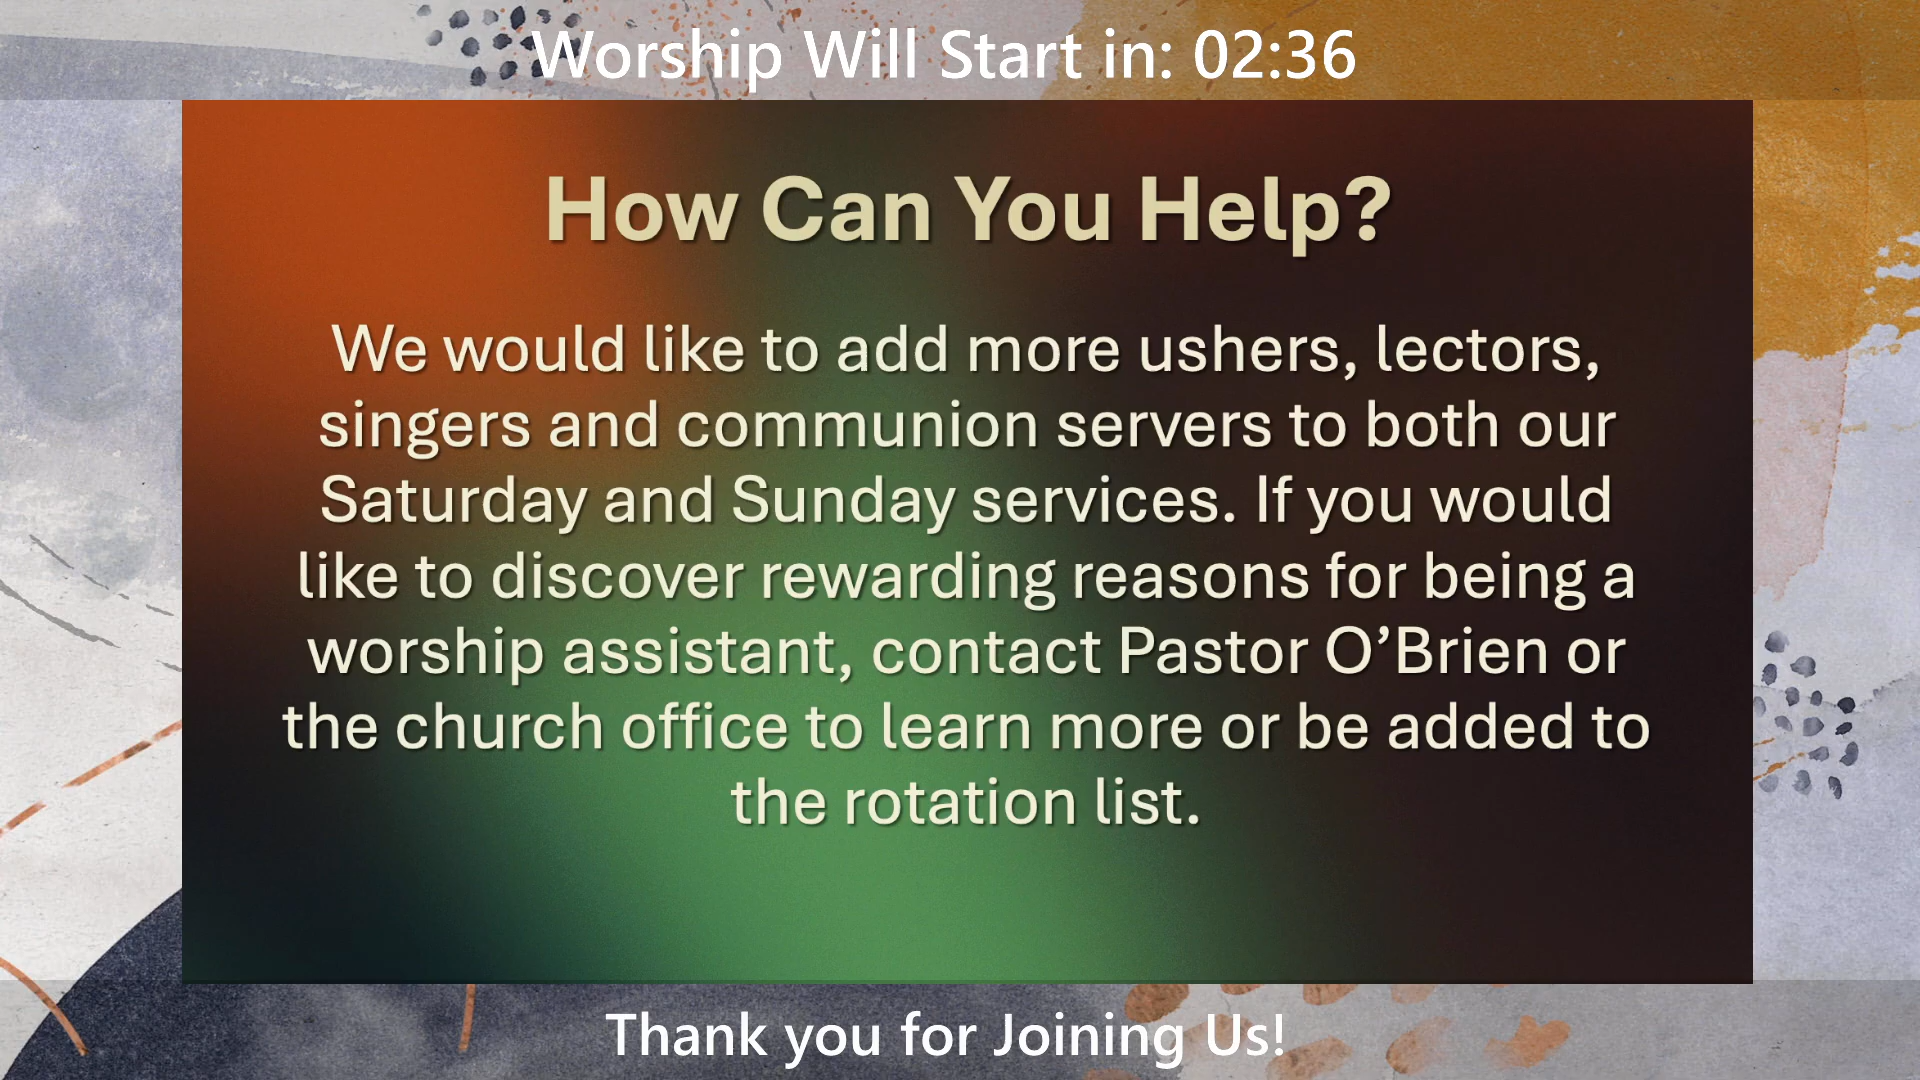 Worship Will Start in: 02:36
How Can You Help?
We would like to add more ushers, lectors,
singers and communion servers to both our
Saturday and Sunday services. If you would
like to discover rewarding reasons for being a
worship assistant, contact Pastor O’Brien or
the church office to learn more or be added to
the rotation list.
Thank you for Joining Us!